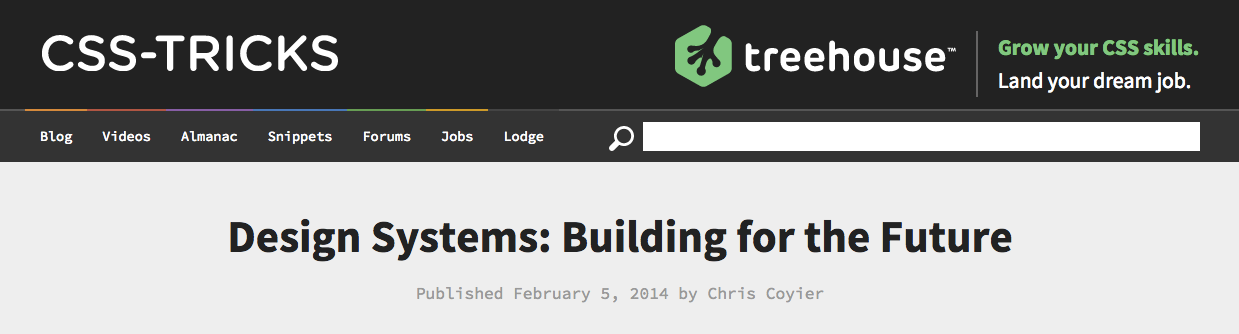 CSS-TRICKS
treehouse™
Grow your CSS skills.
Land your dream job.
Blog Videos Almanac Snippets Forums Jobs Lodge
Design Systems: Building for the Future
Published February 5, 2014 by Chris Coyier